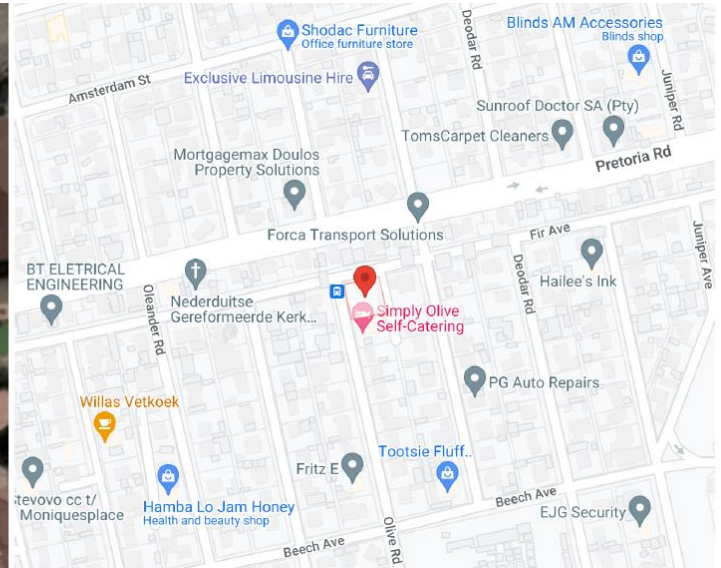 Shodac Furniture
Office furniture store
Deodar Rd
Blinds AM Accessories
Blinds shop
Amsterdam St
Exclusive Limousine Hire
Juniper Rd
Sunroof Doctor SA (Pty)
TomsCarpet Cleaners
Pretoria Rd
Mortgagemax Doulos
Property Solutions
Forca Transport Solutions
Fir Ave
Juniper Ave
BT ELETRICAL
ENGINEERING
Oleander Rd
Nederduitse
Gereformeerde Kerk...
Deodar Rd
Hailee's Ink
Simply Olive
Self-Catering
PG Auto Repairs
Willas Vetkoek
Tootsie Fluff..
Fritz E
tevovo cc t/
Moniquesplace
Hamba Lo Jam Honey
Health and beauty shop
Beech Ave
EJG Security
Olive Rd
Beech Ave